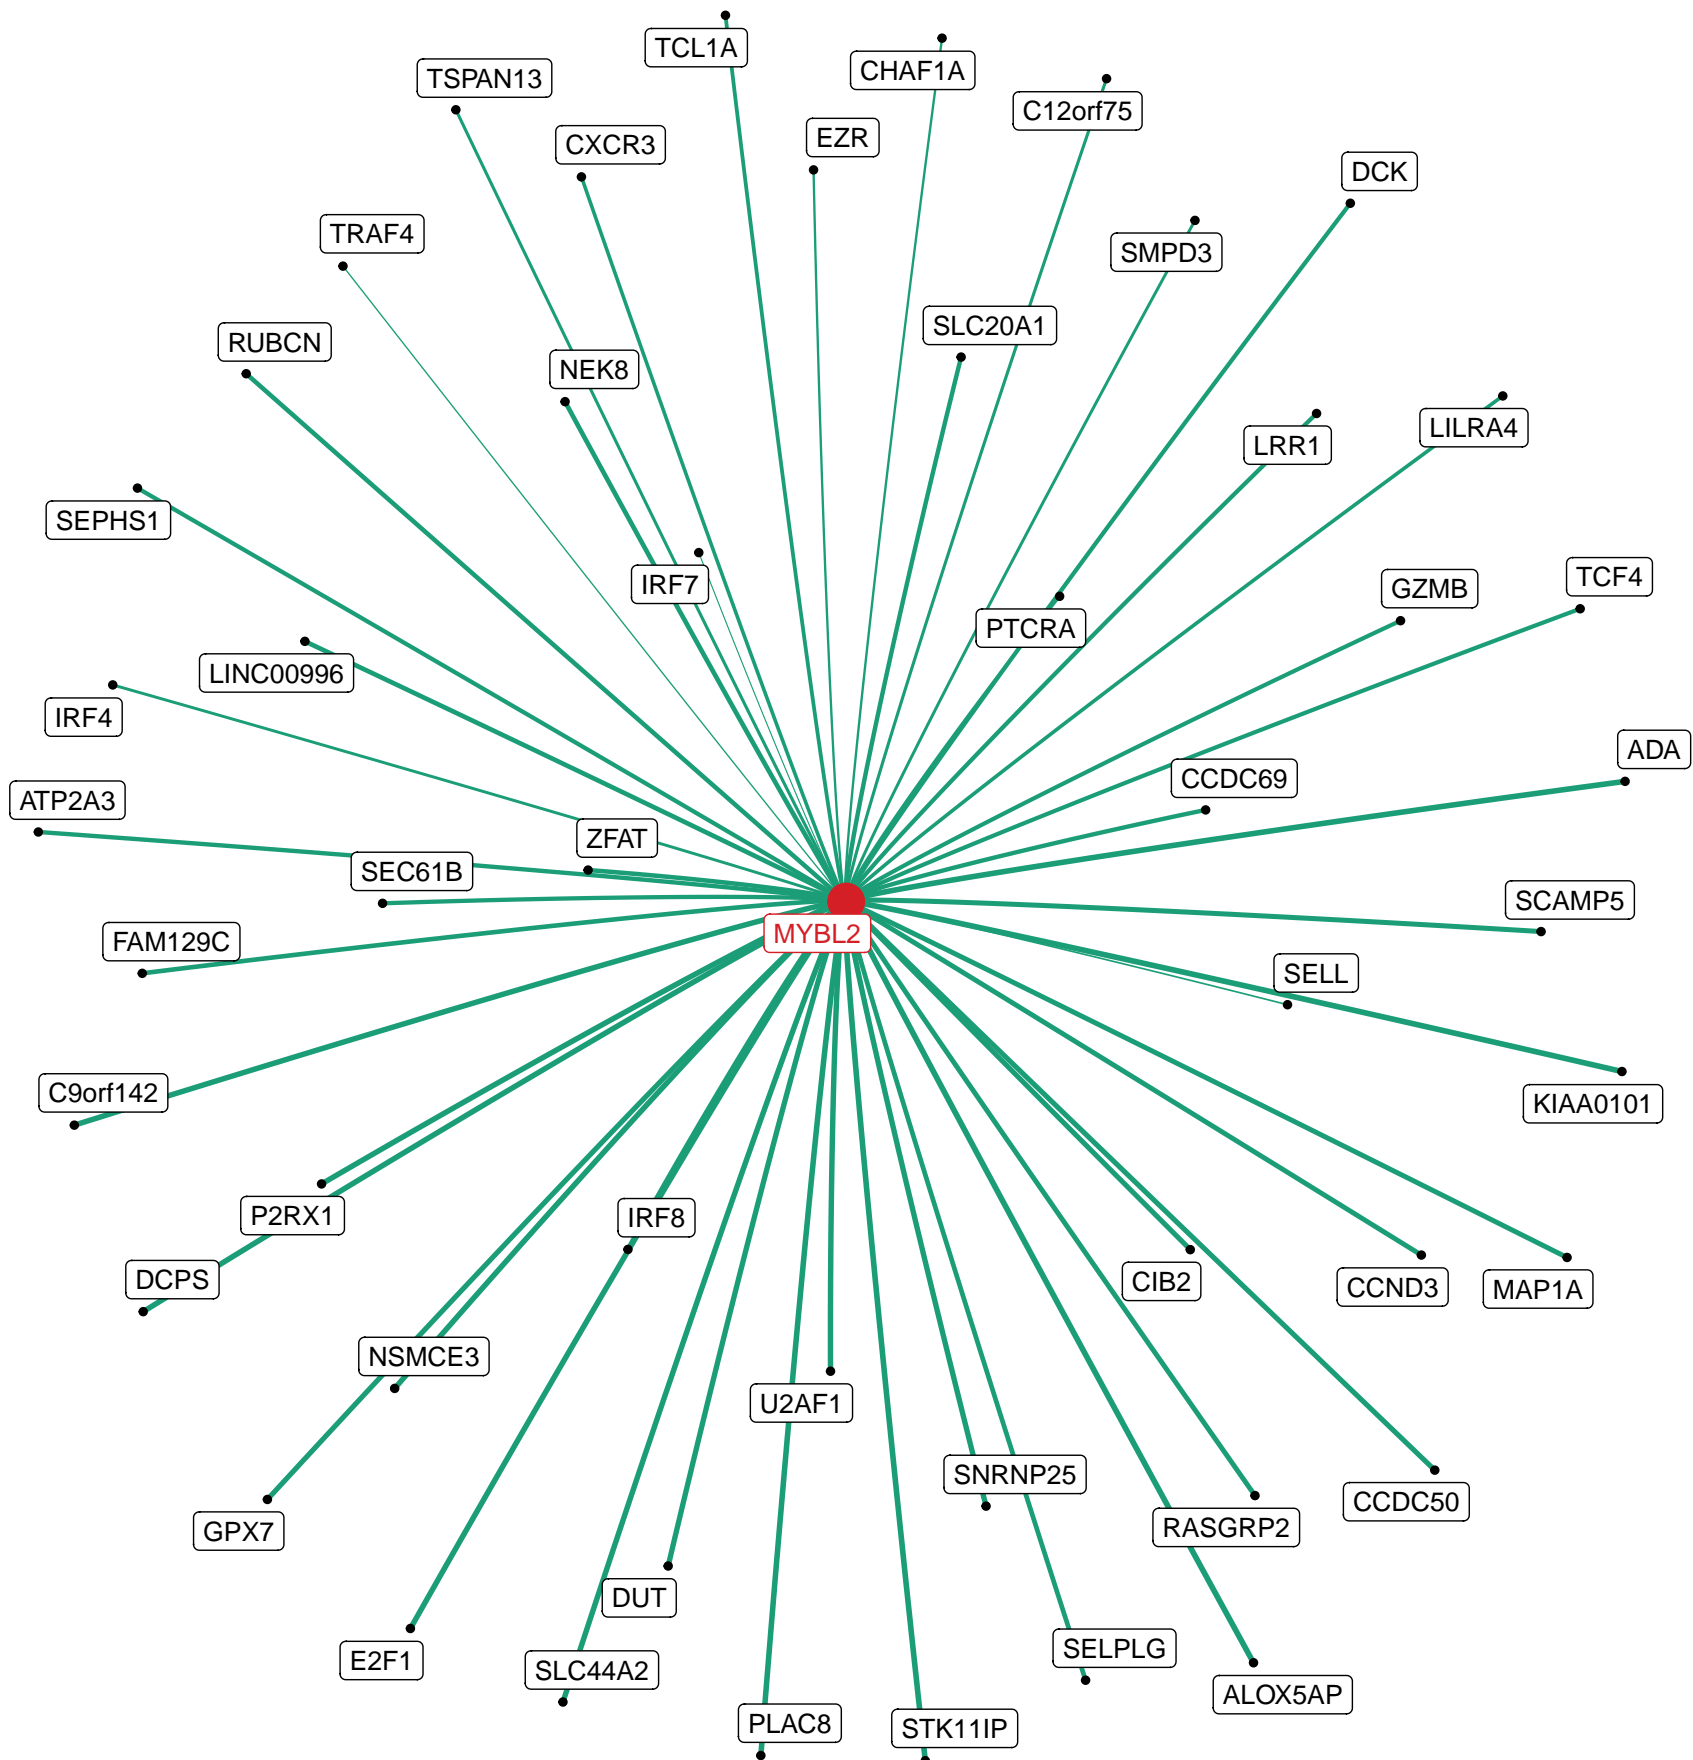 TCL1A
CHAF1A
TSPAN13
C12orf75
EZR
CXCR3
DCK
TRAF4
SMPD3
SLC20A1
RUBCN
NEK8
LILRA4
LRR1
SEPHS1
TCF4
IRF7
GZMB
PTCRA
LINC00996
IRF4
ADA
CCDC69
ATP2A3
ZFAT
SEC61B
SCAMP5
MYBL2
FAM129C
SELL
C9orf142
KIAA0101
P2RX1
IRF8
DCPS
CIB2
CCND3
MAP1A
NSMCE3
U2AF1
SNRNP25
CCDC50
RASGRP2
GPX7
DUT
SELPLG
E2F1
SLC44A2
ALOX5AP
PLAC8
STK11IP